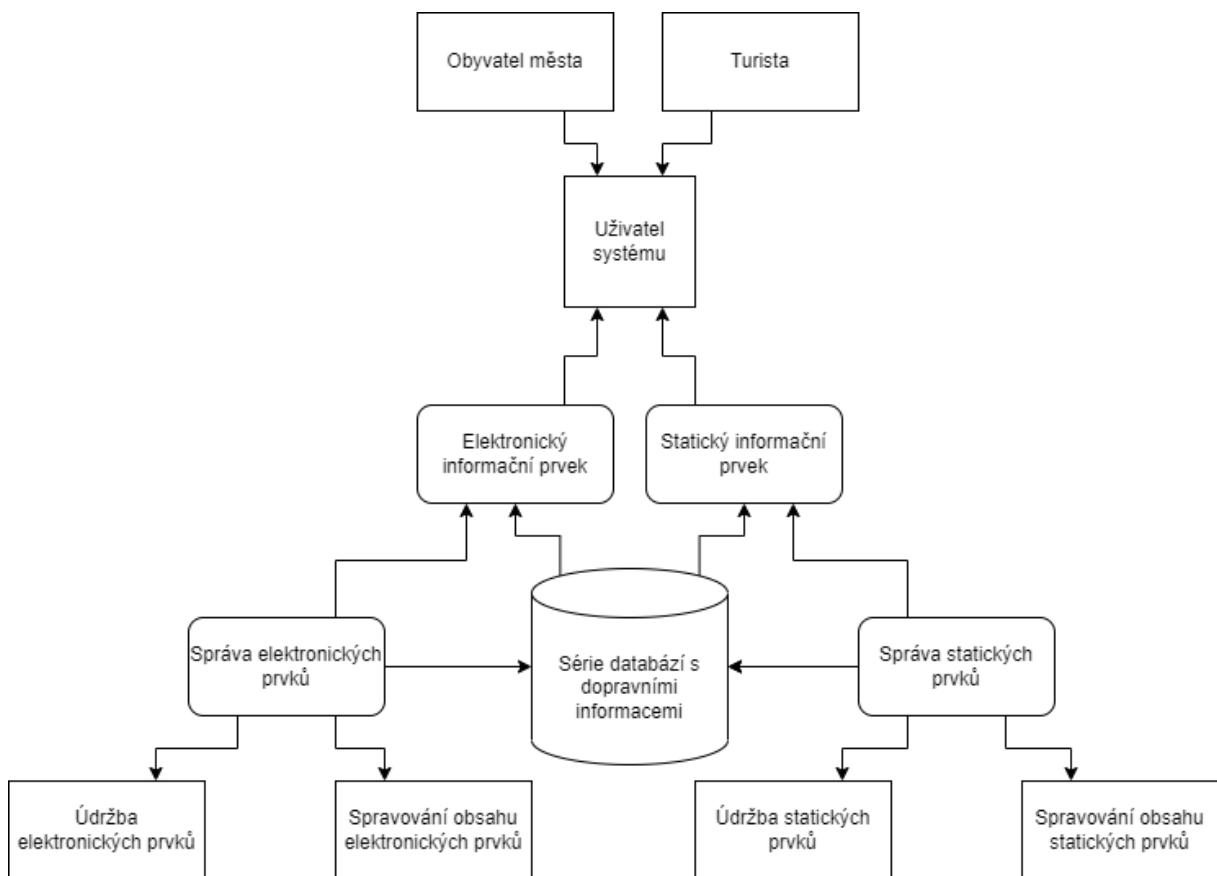 Obyvatel města
Turista
Uživatel
systému
Elektronický
informační prvek
Statický informační
prvek
Správa elektronických
prvků
Série databází s
dopravními
informacemi
Správa statických
prvků
Údržba
elektronických prvků
Spravování obsahu
elektronických prvků
Údržba statických
prvků
Spravování obsahu
statických prvků